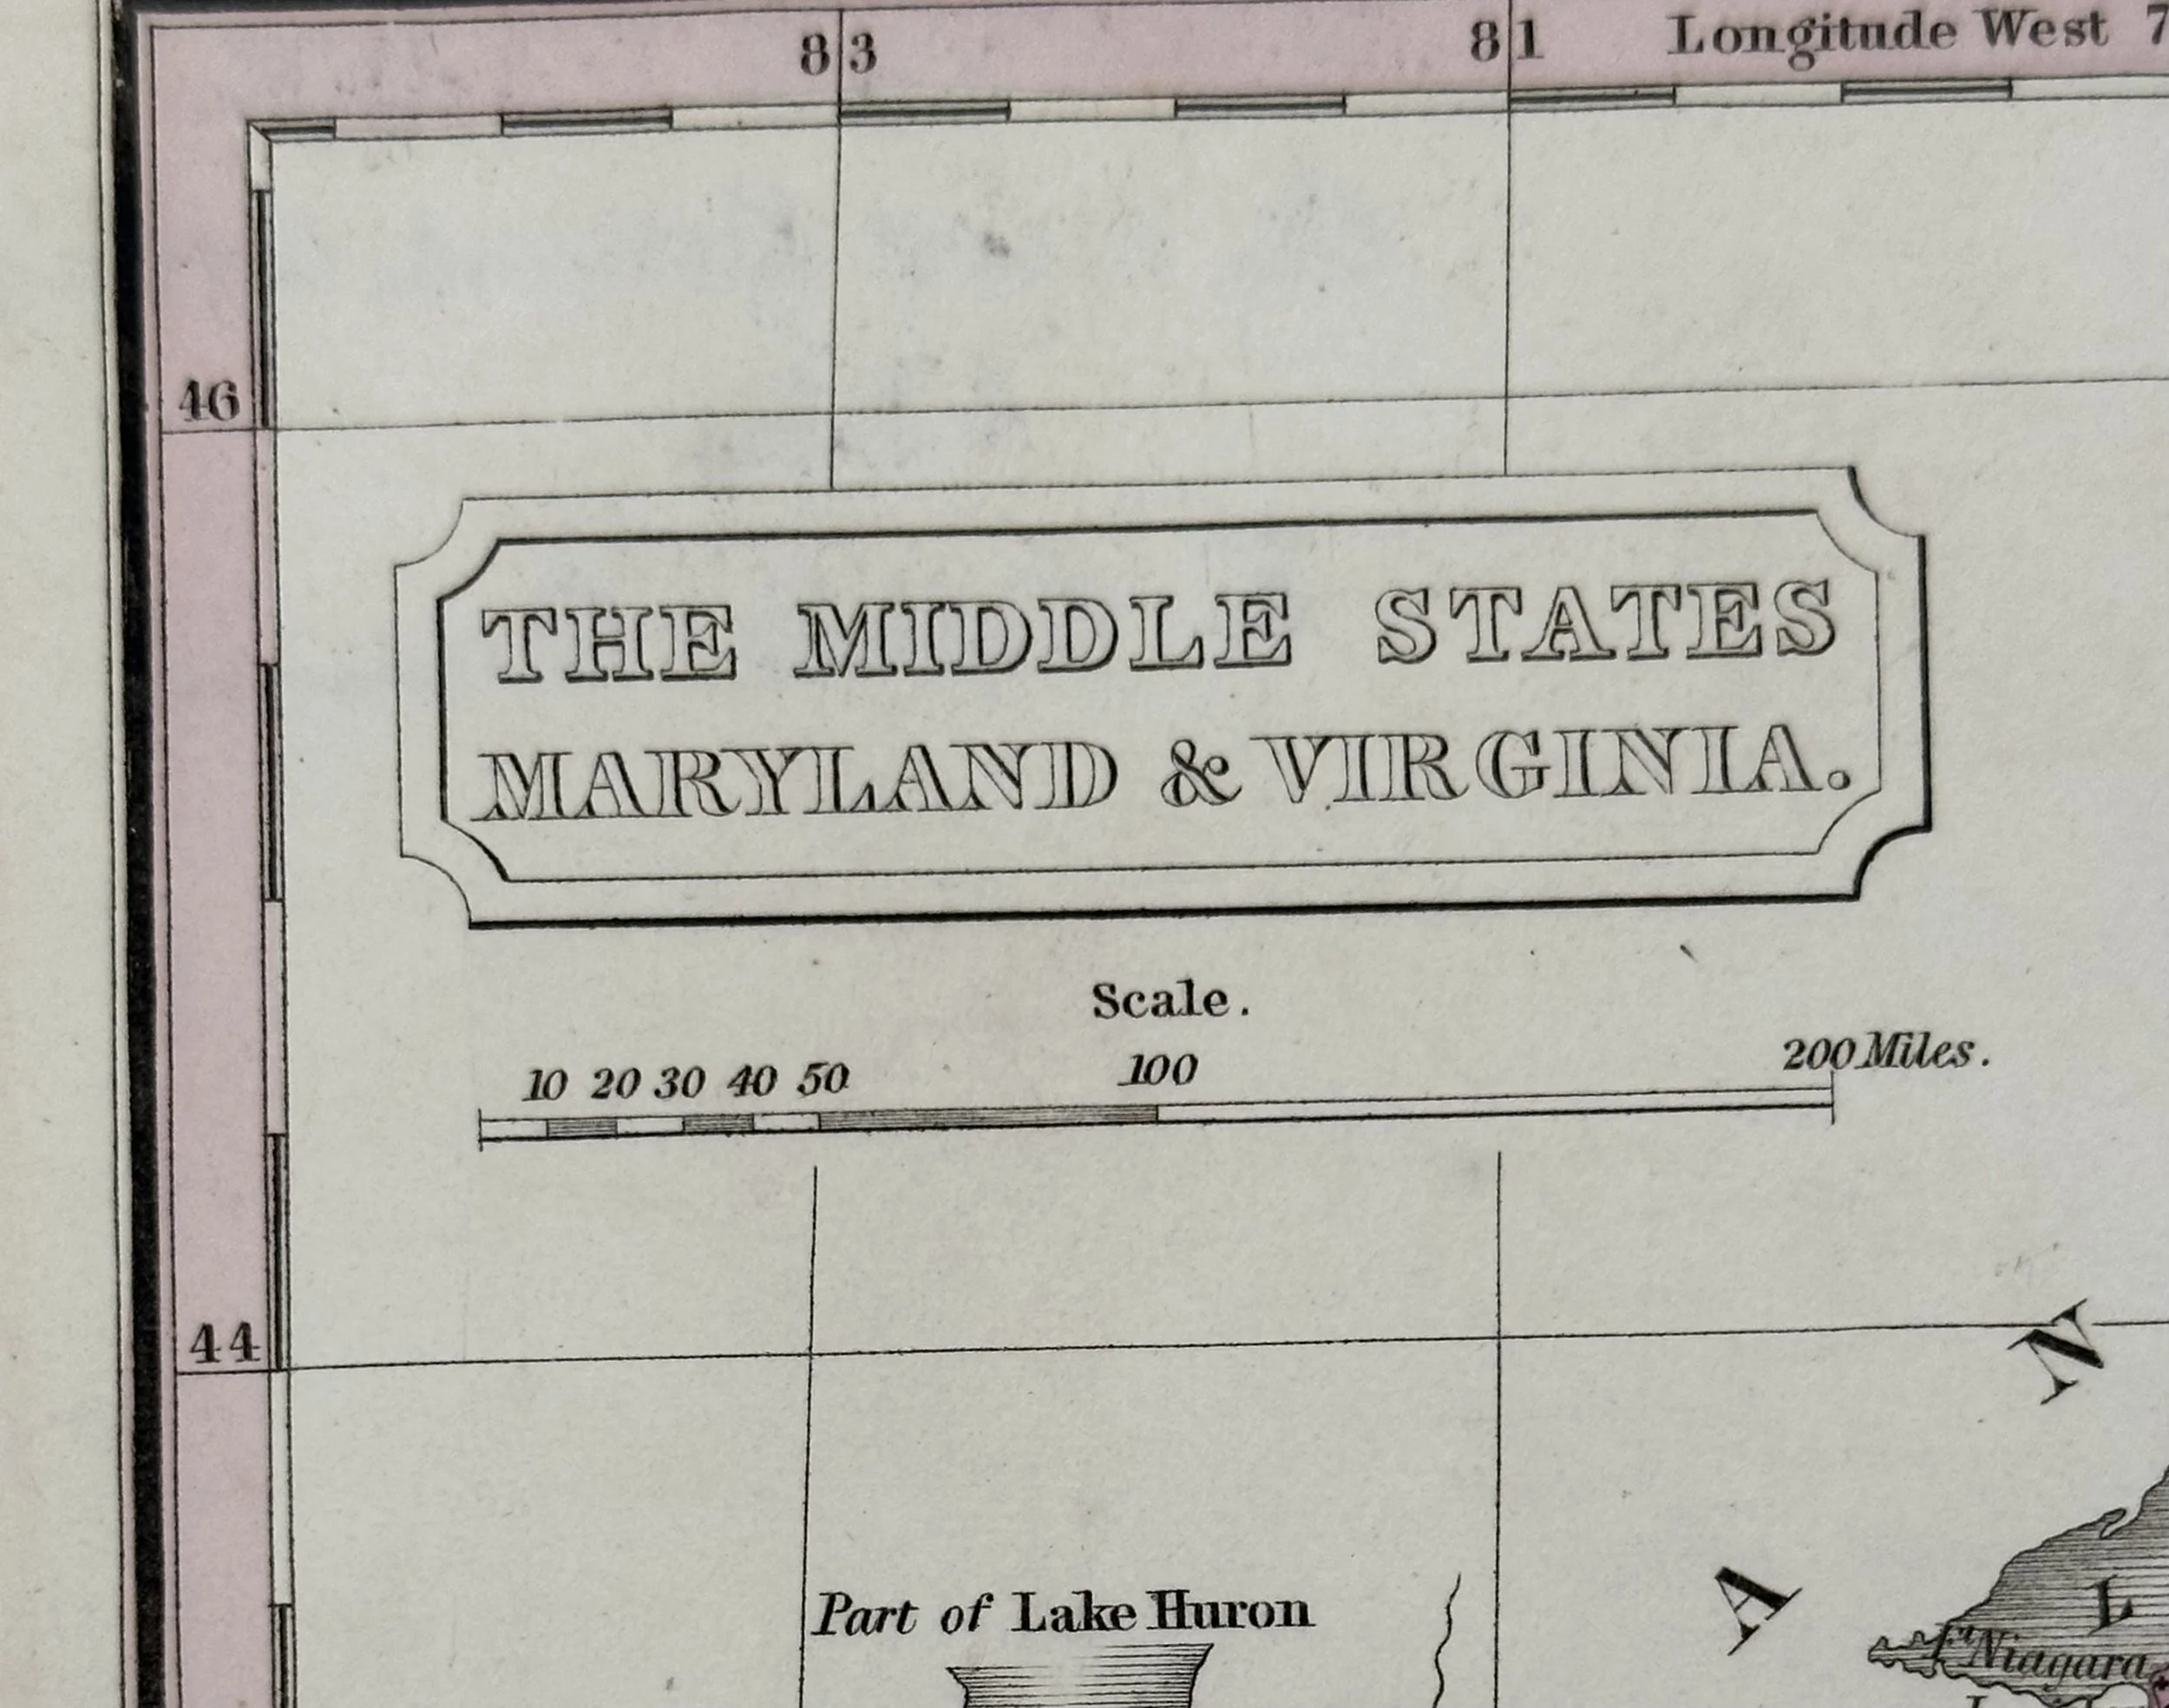 83 81 Longitude West 7
46
THE MIDDLE STATES
MARYLAND & VIRGINIA.
Scale.
10 20 30 40 50 100 200 Miles.
44
N
A
Part of Lake Huron
L
Ft Niagara